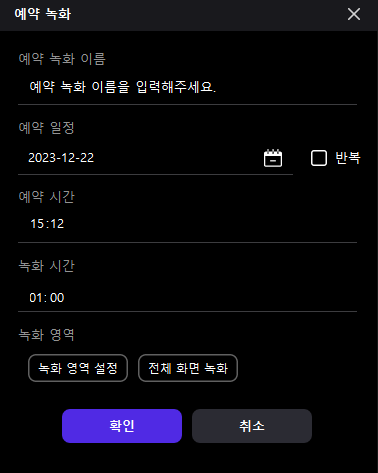 예약 녹화
예약 녹화 이름
예약 녹화 이름을 입력해주세요.
예약 일정
2023-12-22
반복
예약 시간
15:12
녹화 시간
01:00
녹화 영역
녹화 영역 설정
전체 화면 녹화
확인
취소